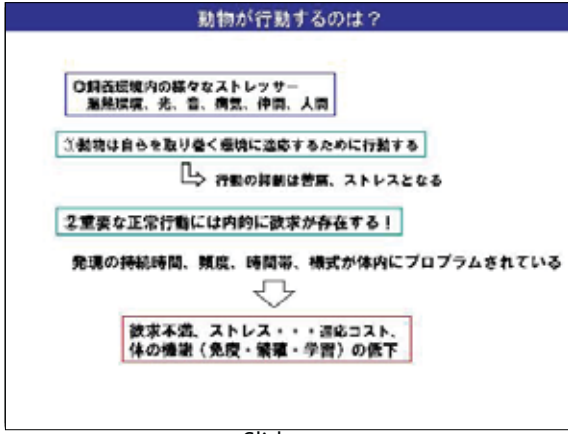 動物が行動するのは?
○飼養環境内の様々なストレッサー
温熱環境、光、音、病気、仲間、人間
①動物は自らを取り巻く環境に適応するために行動する
行動の抑制は苦痛、ストレスとなる
②重要な正常行動には内的に欲求が存在する!
発現の持続時間、頻度、時間帯、様式が体内にプロプラムされている
欲求不満、ストレス・・・適応コスト、
体の機能(免疫・繁殖・学習)の低下